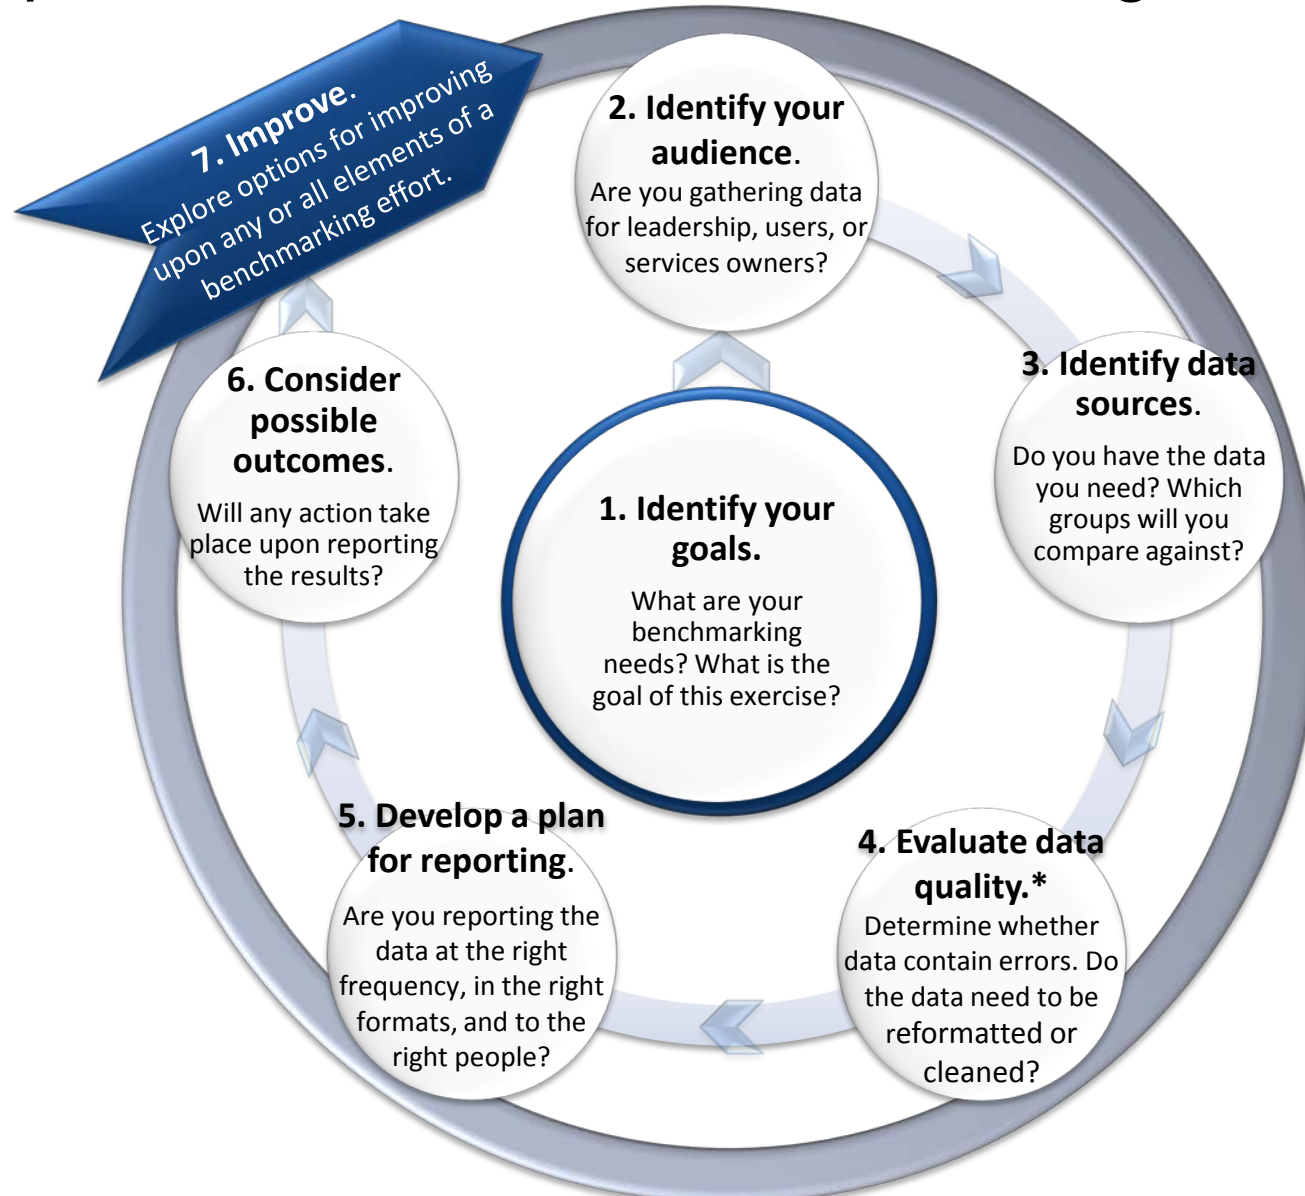 1. Identify your
goals.
What are your
benchmarking
needs? What is the
goal of this exercise?
2. Identify your
audience.
Are you gathering data
for leadership, users, or
services owners?
3. Identify data
sources.
Do you have the data
you need? Which
groups will you
compare against?
4. Evaluate data
quality.*
Determine whether
data contain errors. Do
the data need to be
reformatted or
cleaned?
5. Develop a plan
for reporting.
Are you reporting the
data at the right
frequency, in the right
formats, and to the
right people?
6. Consider
possible
outcomes.
Will any action take
place upon reporting
the results?
7. Improve.
Explore options for improving
upon any or all elements of a
benchmarking effort.